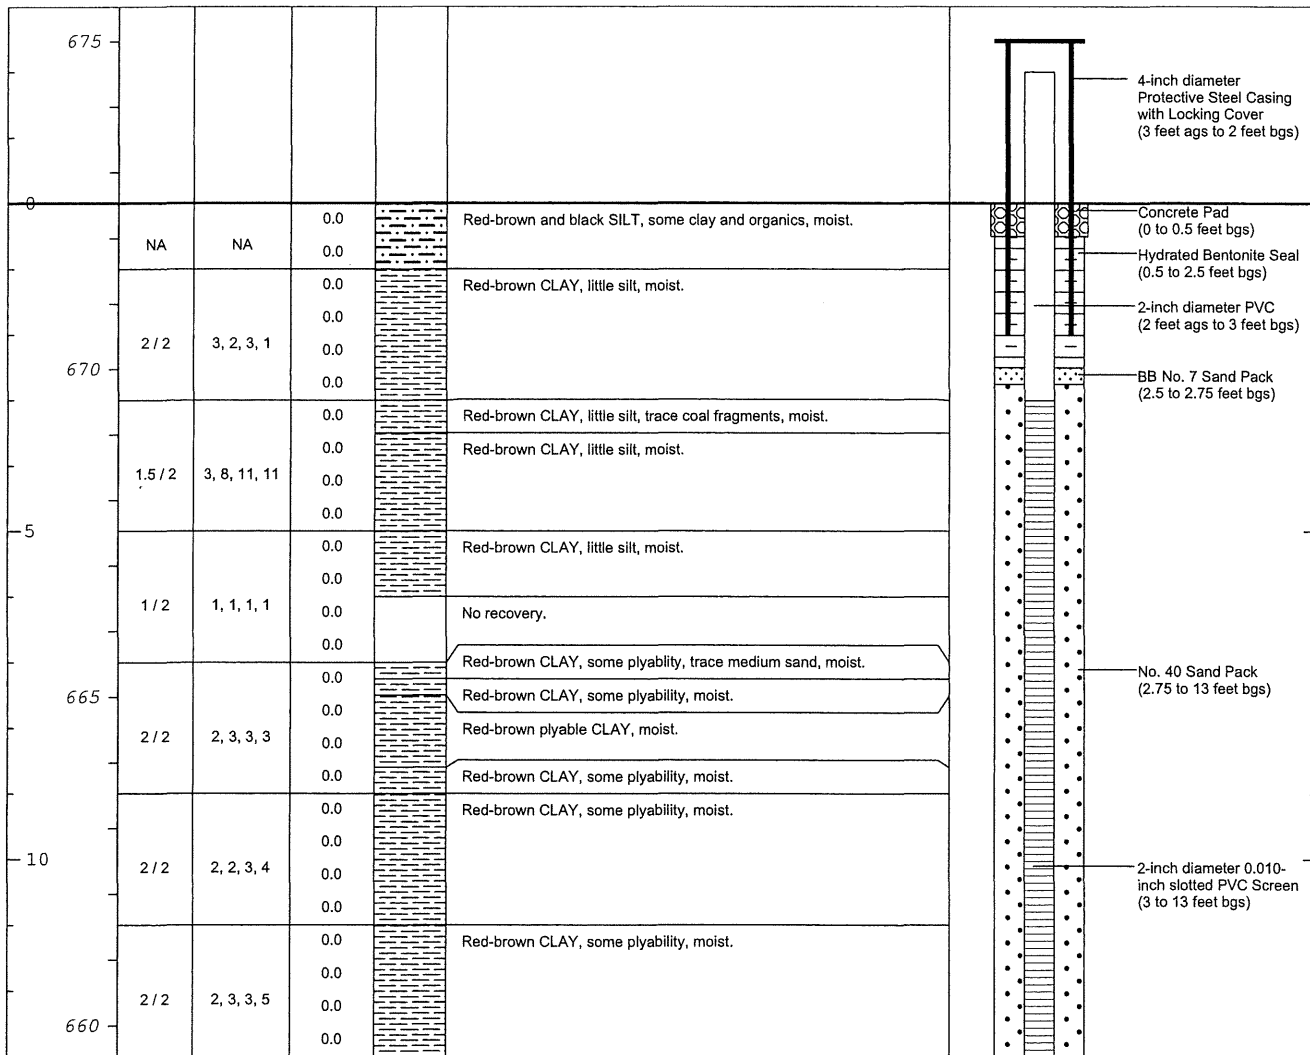 675
4-inch diameter
Protective Steel Casing
with Locking Cover
(3 feet ags to 2 feet bgs)
0
0.0
Red-brown and black SILT, some clay and organics, moist.
Concrete Pad
(0 to 0.5 feet bgs)
NA
NA
0.0
Hydrated Bentonite Seal
(0.5 to 2.5 feet bgs)
0.0
Red-brown CLAY, little silt, moist.
0.0
2-inch diameter PVC
(2 feet ags to 3 feet bgs)
2 / 2
3, 2, 3, 1
0.0
670
0.0
BB No. 7 Sand Pack
(2.5 to 2.75 feet bgs)
0.0
Red-brown CLAY, little silt, trace coal fragments, moist.
0.0
Red-brown CLAY, little silt, moist.
1.5 / 2
3, 8, 11, 11
0.0
0.0
5
0.0
Red-brown CLAY, little silt, moist.
0.0
1 / 2
1, 1, 1, 1
0.0
No recovery.
0.0
Red-brown CLAY, some plyablity, trace medium sand, moist.
0.0
No. 40 Sand Pack
(2.75 to 13 feet bgs)
665
Red-brown CLAY, some plyability, moist.
0.0
Red-brown plyable CLAY, moist.
2 / 2
2, 3, 3, 3
0.0
0.0
Red-brown CLAY, some plyability, moist.
0.0
Red-brown CLAY, some plyability, moist.
0.0
10
2 / 2
2, 2, 3, 4
0.0
2-inch diameter 0.010-
inch slotted PVC Screen
(3 to 13 feet bgs)
0.0
0.0
Red-brown CLAY, some plyability, moist.
0.0
2 / 2
2, 3, 3, 5
0.0
660
0.0